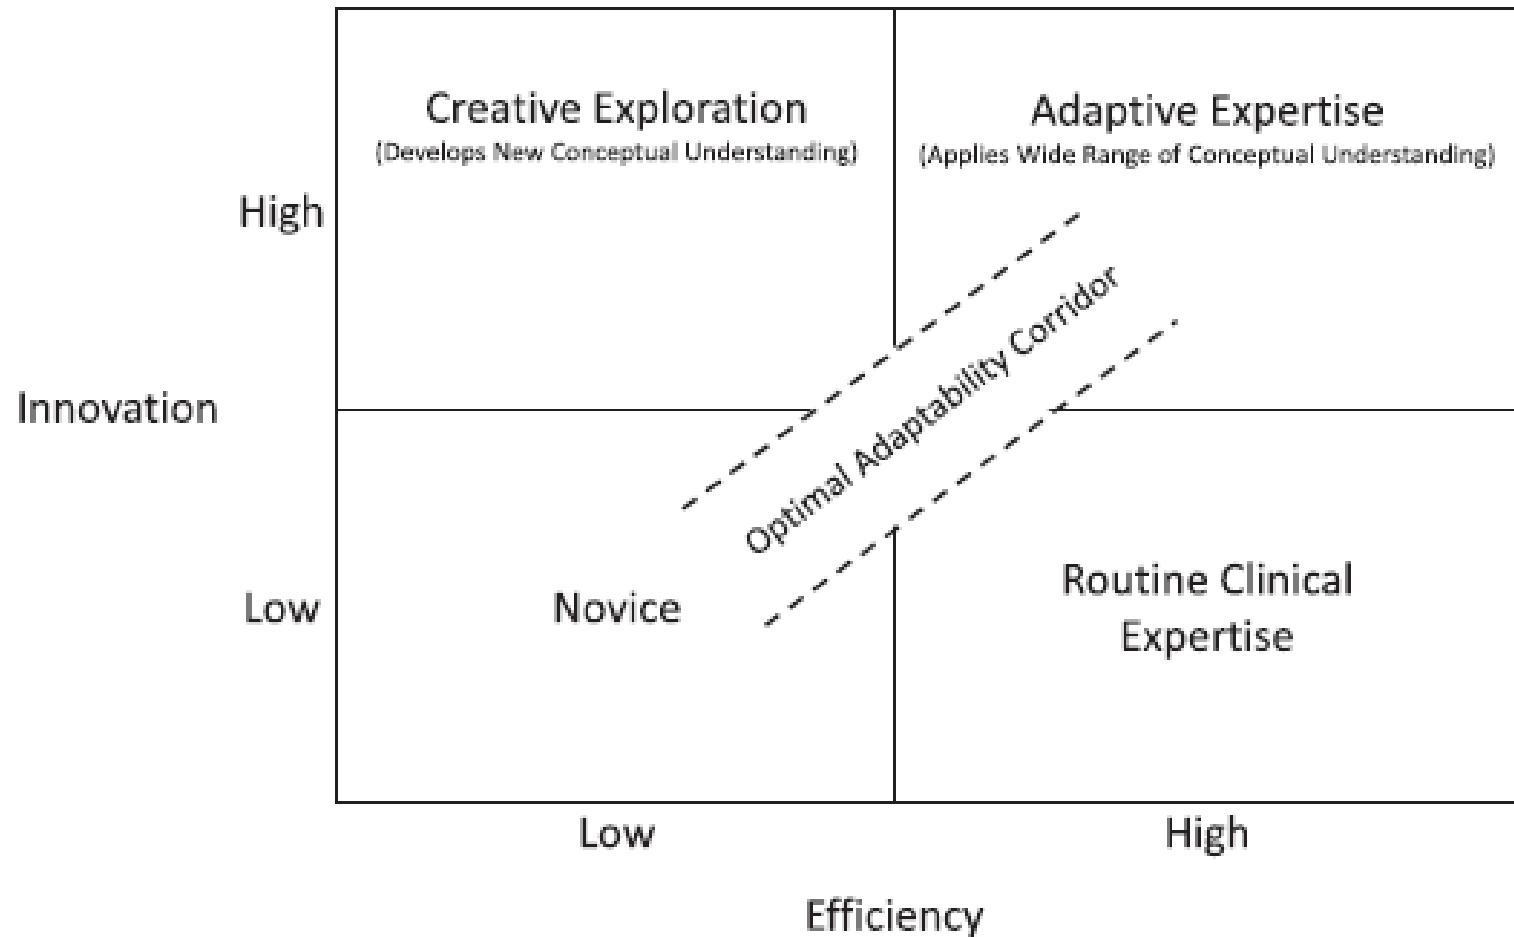 Creative Exploration
(Develops New Conceptual Understanding)
Adaptive Expertise
(Applies Wide Range of Conceptual Understanding)
High
Optimal Adaptability Corridor
Innovation
Low
Novice
Routine Clinical
Expertise
Low
High
Efficiency